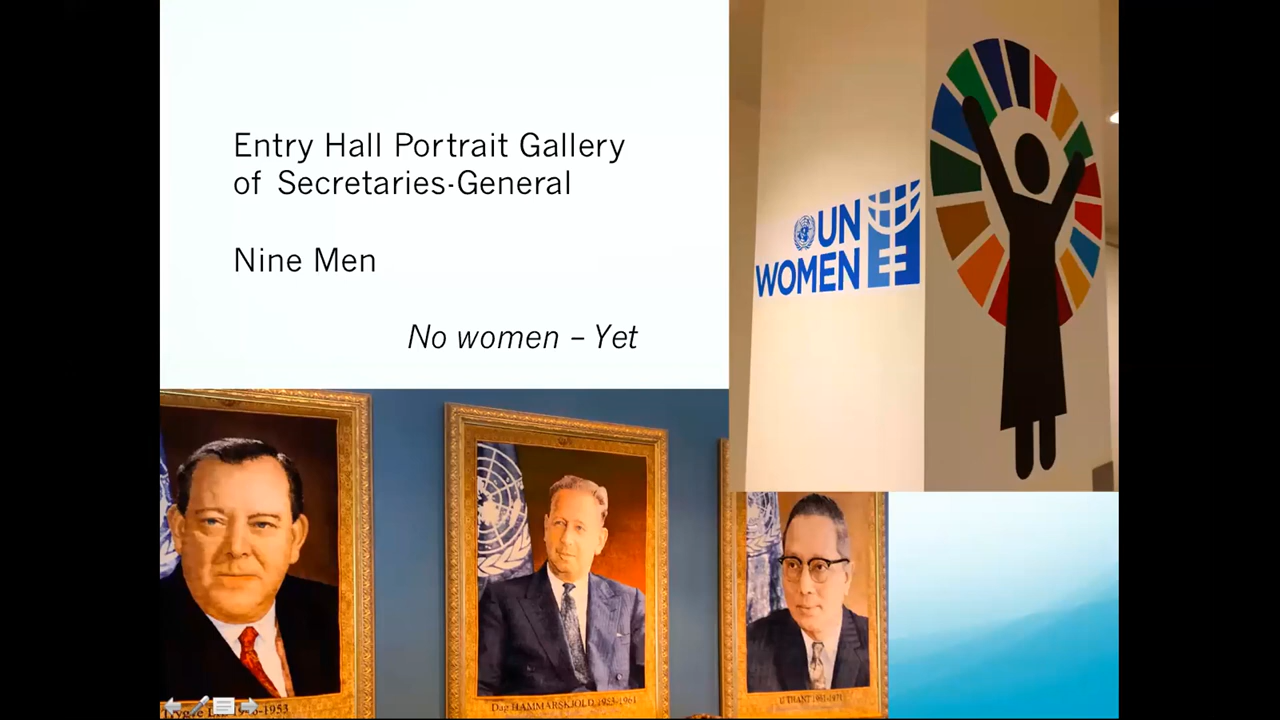 Entry Hall Portrait Gallery
of Secretaries-General
Nine Men
No women – Yet
UN
WOMEN
Dag HAMMARSKJOLD 1953-1961
U THANT 1961-1971
1953